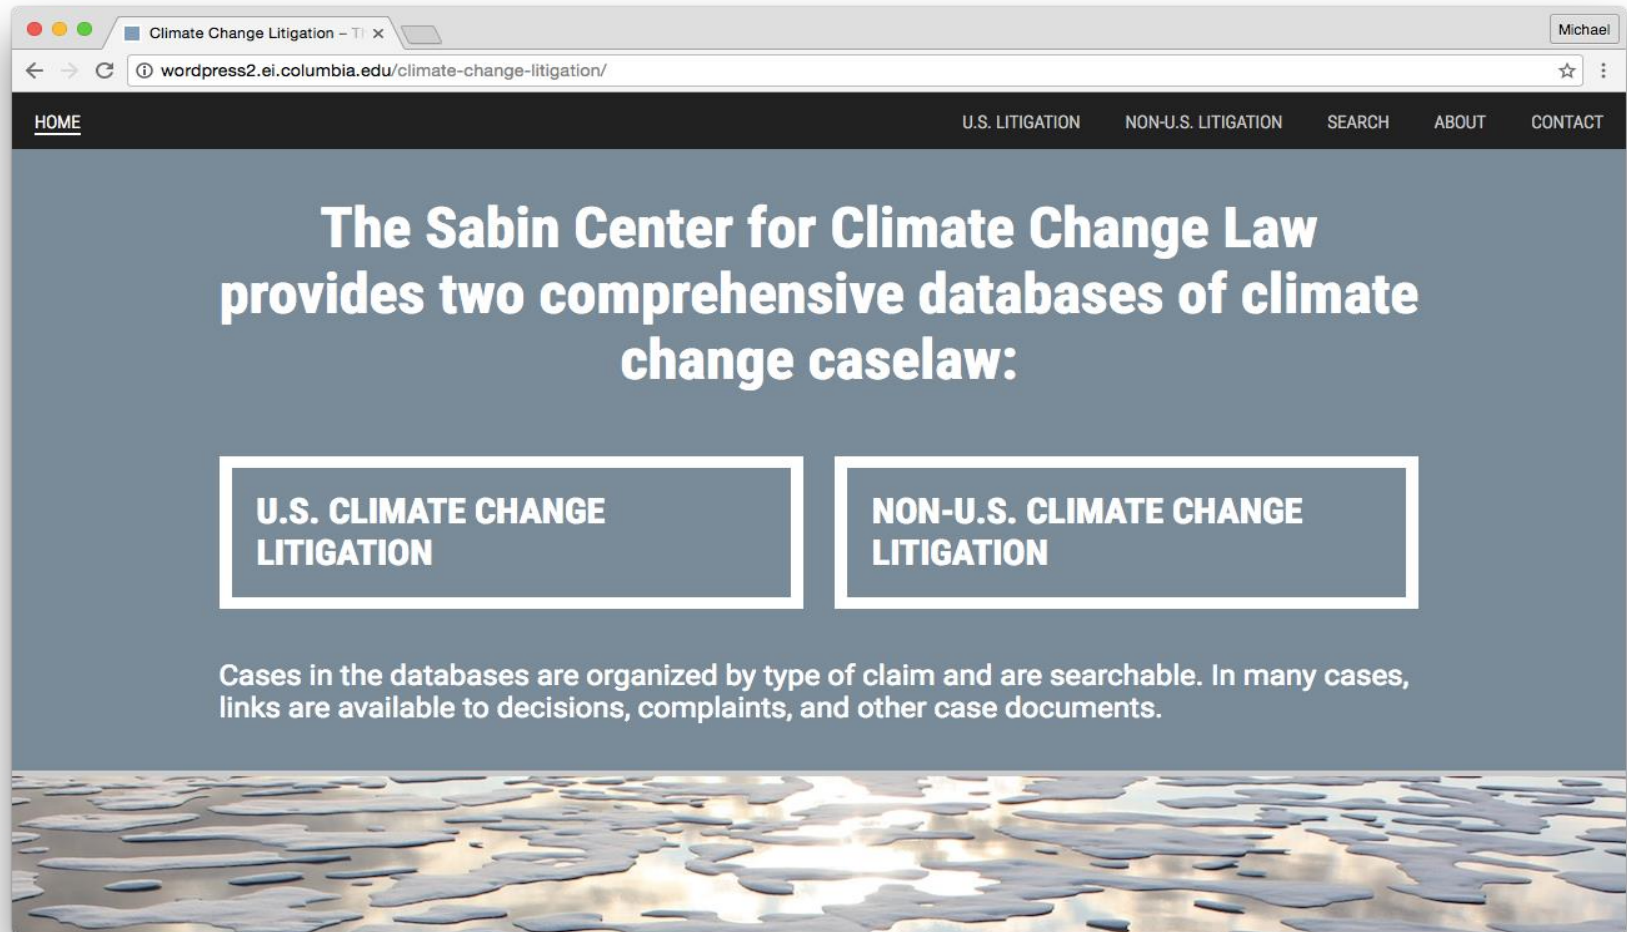 Climate Change Litigation – Th
Michael
wordpress2.ei.columbia.edu/climate-change-litigation/
HOME
U.S. LITIGATION
NON-U.S. LITIGATION
SEARCH
ABOUT
CONTACT
The Sabin Center for Climate Change Law
provides two comprehensive databases of climate
change caselaw:
U.S. CLIMATE CHANGE
LITIGATION
NON-U.S. CLIMATE CHANGE
LITIGATION
Cases in the databases are organized by type of claim and are searchable. In many cases,
links are available to decisions, complaints, and other case documents.